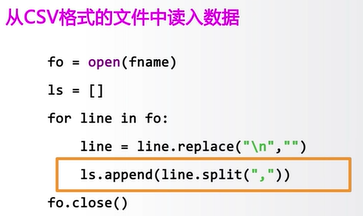 从CSV格式的文件中读入数据
fo = open(fname)
ls = []
for line in fo:
    line = line.replace("\n","")
    ls.append(line.split(","))
fo.close()